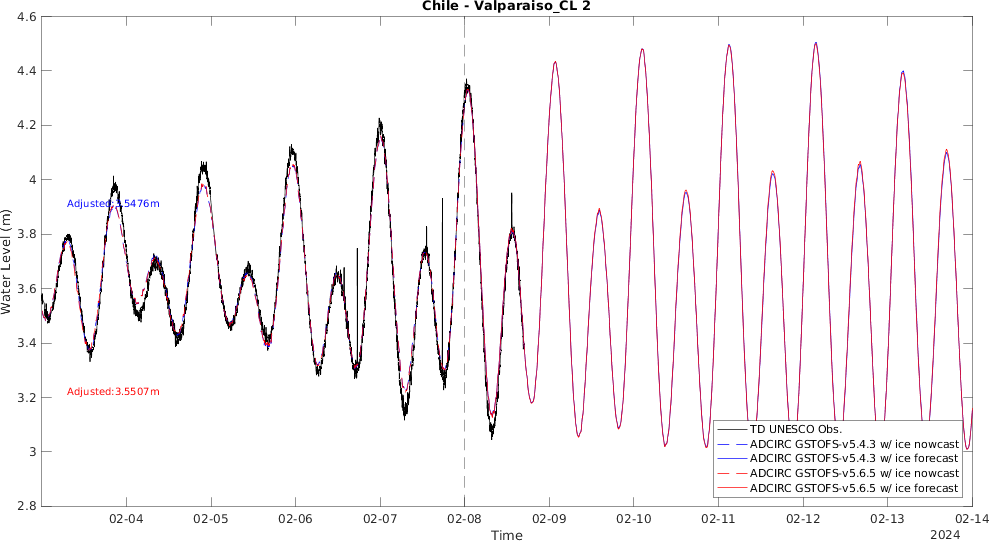 Chile - Valparaiso_CL 2
4.6
4.4
4.2
4
3.8
3.6
3.4
3.2
3
2.8
Water Level (m)
Adjusted:3.5476m
Adjusted:3.5507m
TD UNESCO Obs.
ADCIRC GSTOFS-v5.4.3 w/ ice nowcast
ADCIRC GSTOFS-v5.4.3 w/ ice forecast
ADCIRC GSTOFS-v5.6.5 w/ ice nowcast
ADCIRC GSTOFS-v5.6.5 w/ ice forecast
02-04 02-05 02-06 02-07 02-08 02-09 02-10 02-11 02-12 02-13 02-14
Time
2024